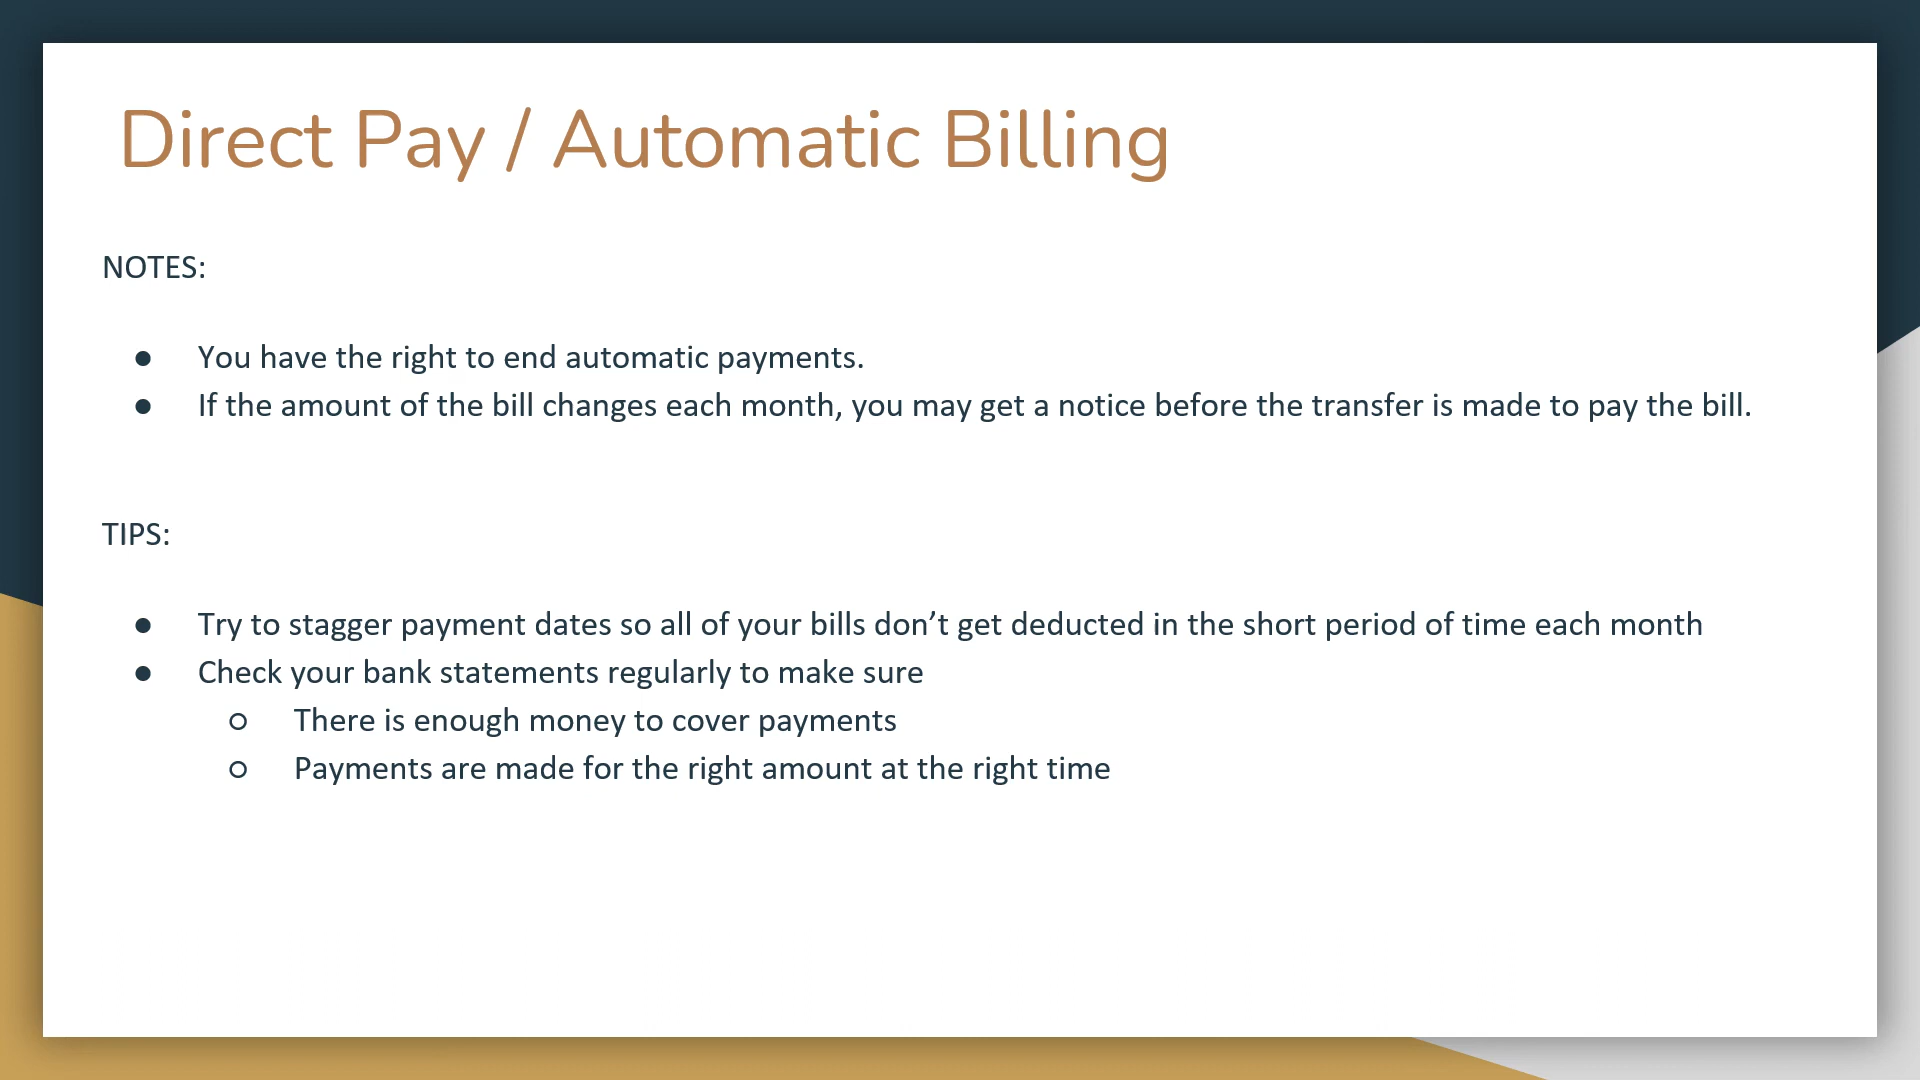 Direct Pay / Automatic Billing
NOTES:
● You have the right to end automatic payments.
● If the amount of the bill changes each month, you may get a notice before the transfer is made to pay the bill.
TIPS:
● Try to stagger payment dates so all of your bills don’t get deducted in the short period of time each month
● Check your bank statements regularly to make sure
○ There is enough money to cover payments
○ Payments are made for the right amount at the right time